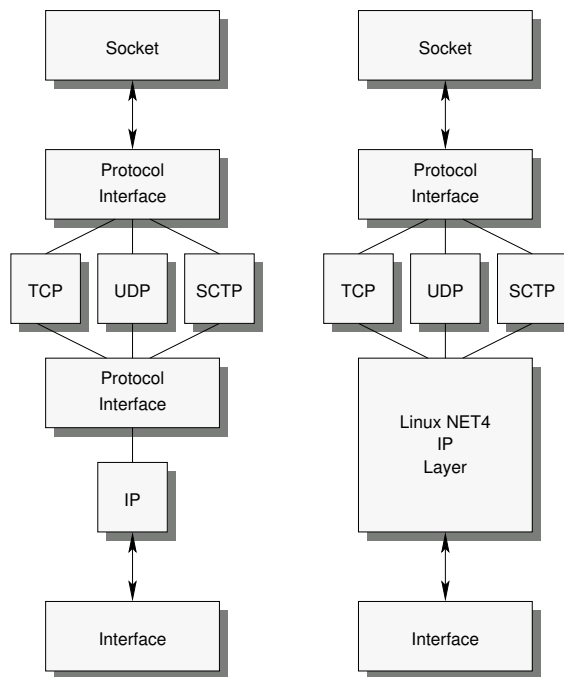 Socket
Protocol
Interface
TCP
UDP
SCTP
Protocol
Interface
IP
Interface
Socket
Protocol
Interface
TCP
UDP
SCTP
Linux NET4
IP
Layer
Interface